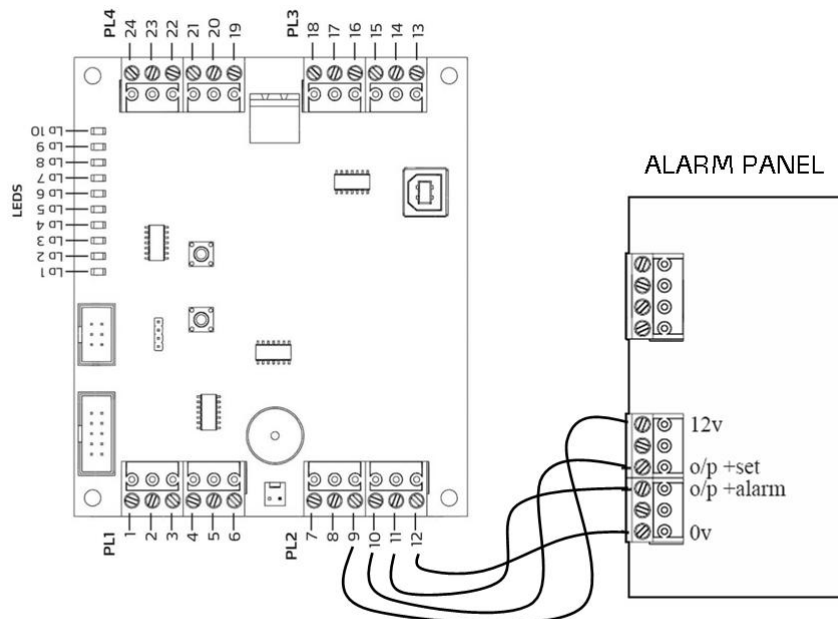 PL4
24
23
22
21
20
19
PL3
18
17
16
15
14
13
LEDS
Ld 10
Ld 9
Ld 8
Ld 7
Ld 6
Ld 5
Ld 4
Ld 3
Ld 2
Ld 1
ALARM PANEL
12v
o/p +set
o/p +alarm
0v
PL1
1
2
3
4
5
6
PL2
7
8
9
10
11
12